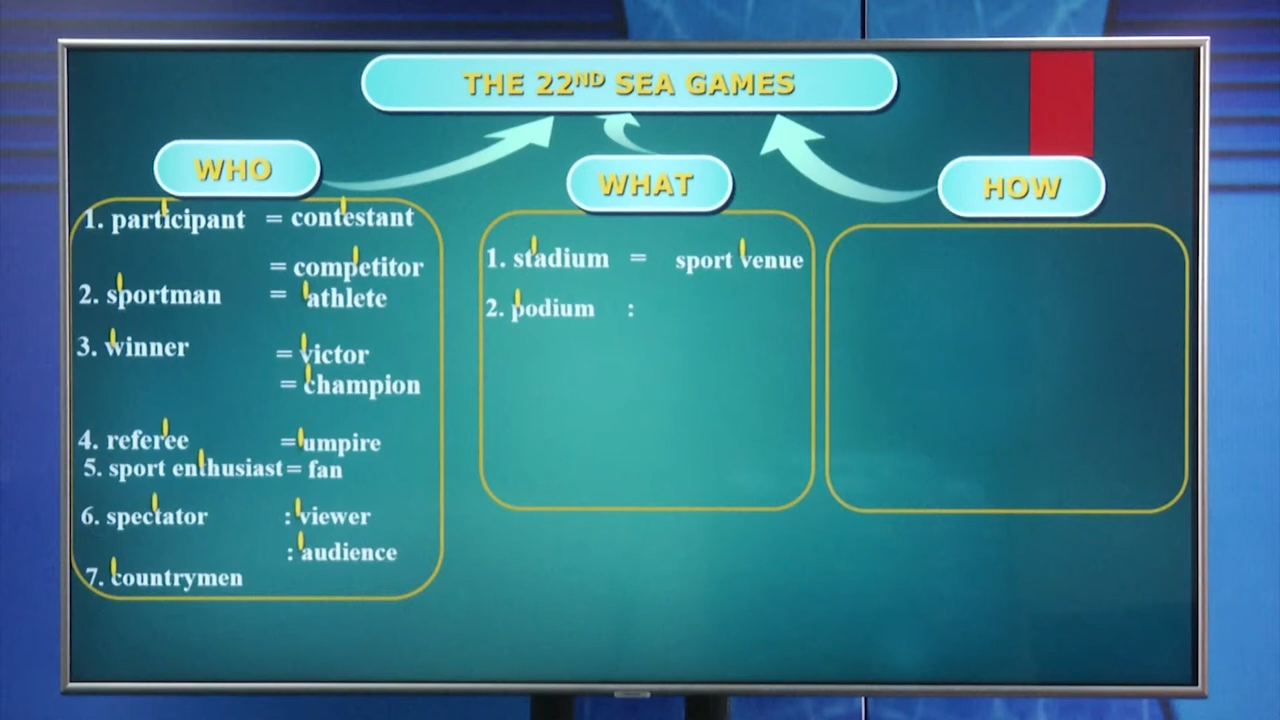 THE 22ND SEA GAMES
WHO
1. participant = contestant
= competitor
2. sportman = athlete
3. winner = victor
= champion
4. referee = umpire
5. sport enthusiast = fan
6. spectator : viewer
: audience
7. countrymen
WHAT
1. stadium = sport venue
2. podium :
HOW